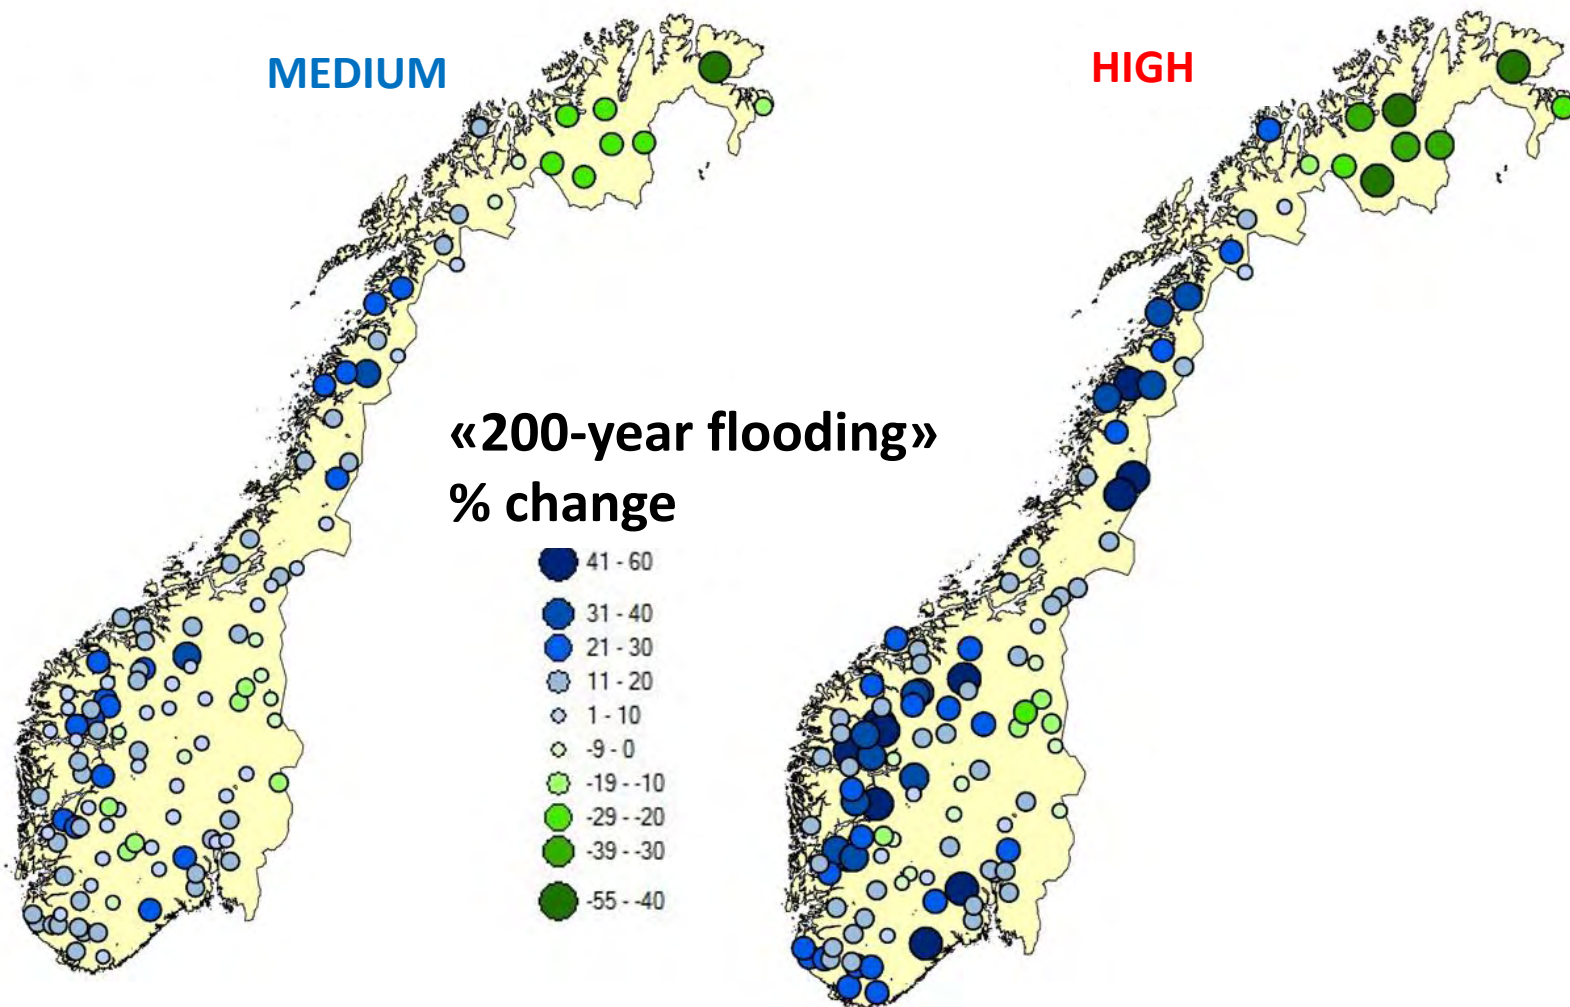 MEDIUM
HIGH
«200-year flooding»
% change
41 - 60
31 - 40
21 - 30
11 - 20
1 - 10
-9 - 0
-19 - -10
-29 - -20
-39 - -30
-55 - -40